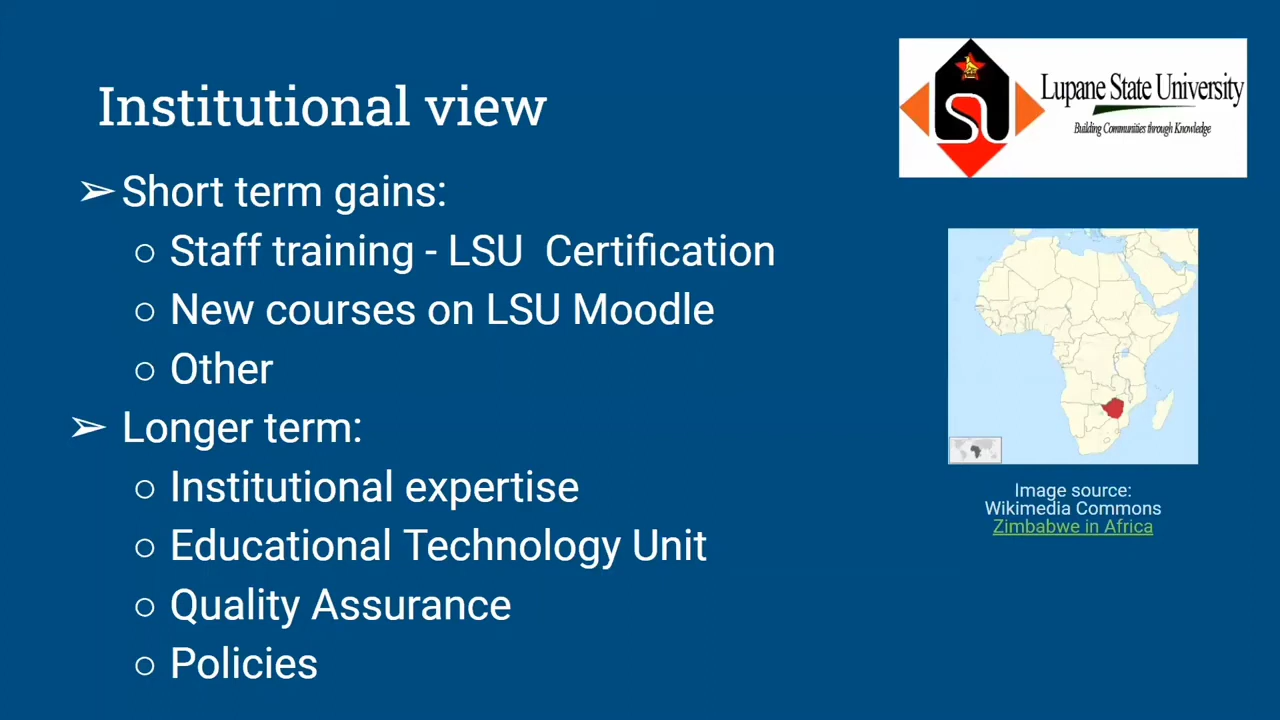 Institutional view
➢ Short term gains:
○ Staff training - LSU Certification
○ New courses on LSU Moodle
○ Other
➢ Longer term:
○ Institutional expertise
○ Educational Technology Unit
○ Quality Assurance
○ Policies
LSU
Lupane State University
Building Communities through Knowledge
Image source:
Wikimedia Commons
Zimbabwe in Africa